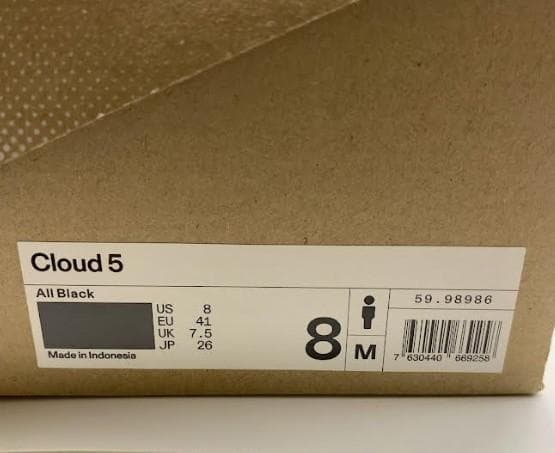 Cloud 5
All Black
US 8
EU 41
UK 7.5
JP 26
Made in Indonesia
8
M
59.98986
7 630440 669258